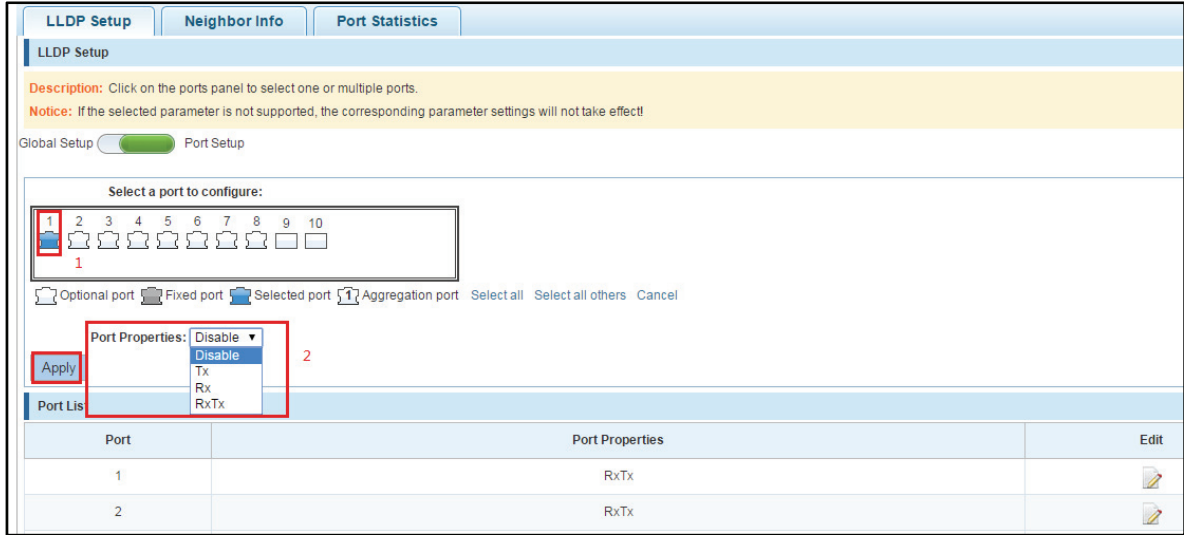 LLDP Setup Neighbor Info Port Statistics
LLDP Setup
Description: Click on the ports panel to select one or multiple ports.
Notice: If the selected parameter is not supported, the corresponding parameter settings will not take effect!
Global Setup Port Setup
Select a port to configure:
1 2 3 4 5 6 7 8 9 10
1
Optional port Fixed port Selected port 1 Aggregation port Select all Select all others Cancel
Port Properties: Disable
Disable
Tx
Rx
RxTx
2
Apply
Port List
Port Port Properties Edit
1 RxTx
2 RxTx